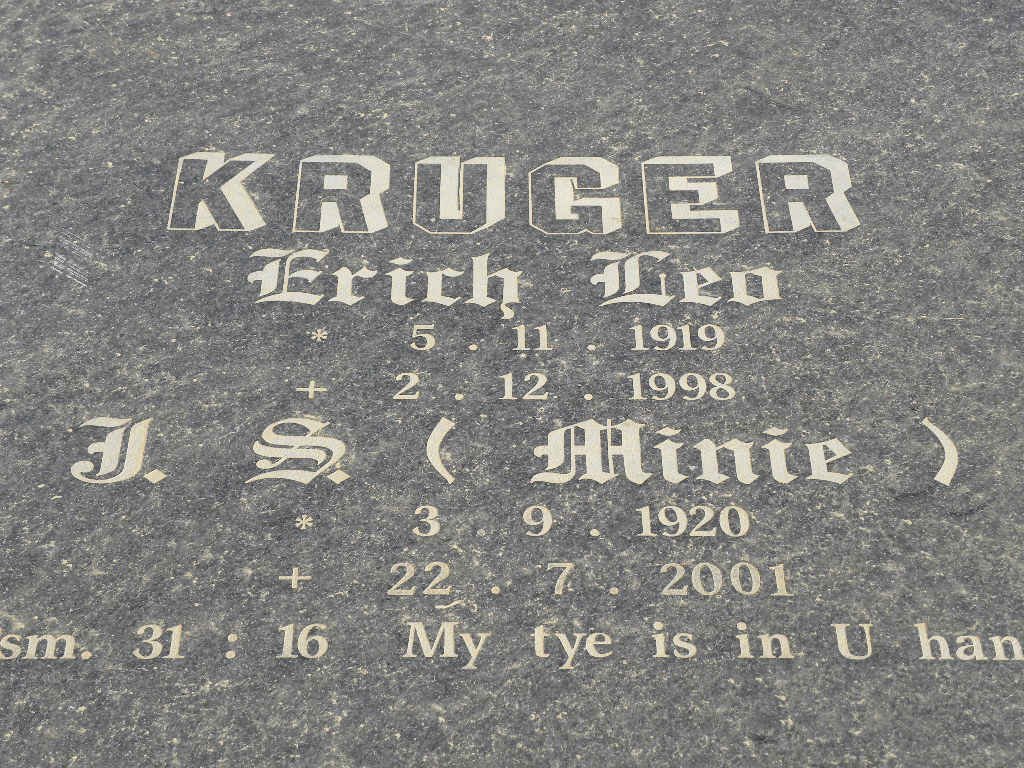 KRUGER
Erich Leo
* 5 . 11 . 1919
+ 2 . 12 . 1998
J. S. ( Minie )
* 3 . 9 . 1920
+ 22 . 7 . 2001
sm. 31 : 16 My tye is in U han